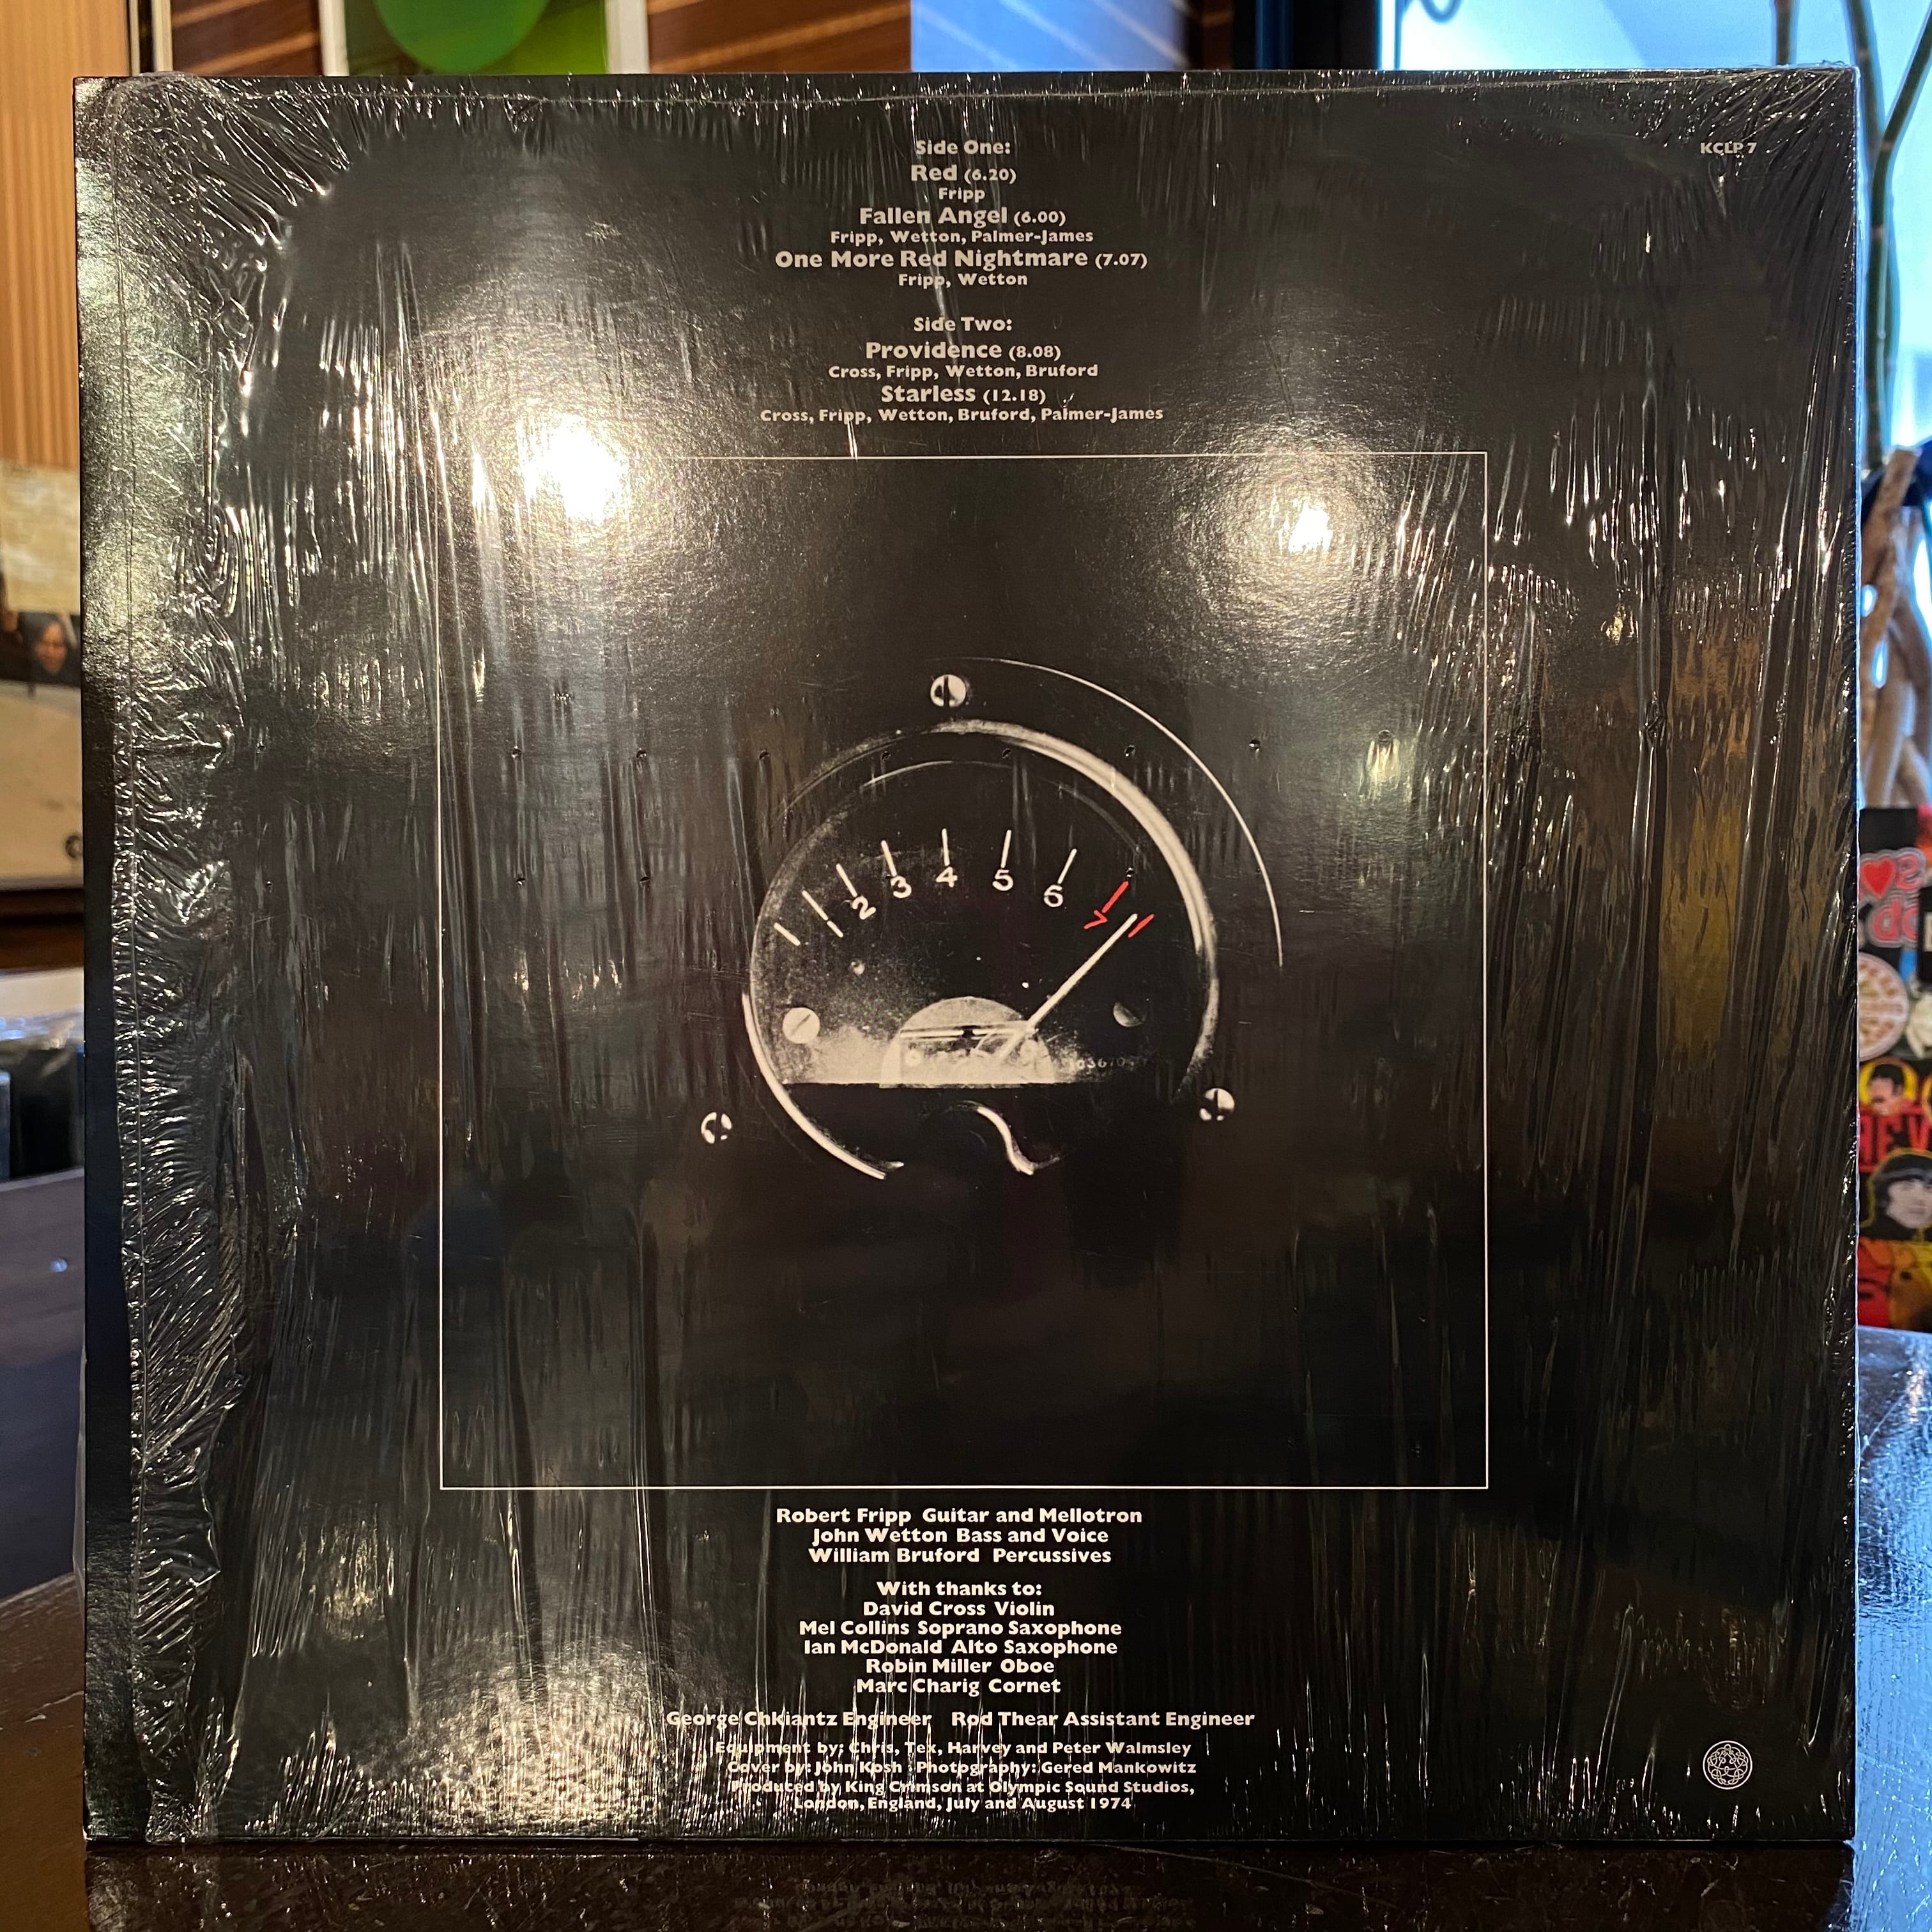 KCLP 7
Side One:
Red (6.20)
Fripp
Fallen Angel (6.00)
Fripp, Wetton, Palmer-James
One More Red Nightmare (7.07)
Fripp, Wetton
Side Two:
Providence (8.08)
Cross, Fripp, Wetton, Bruford
Starless (12.18)
Cross, Fripp, Wetton, Bruford, Palmer-James
2 3 4 5 6 7
Robert Fripp Guitar and Mellotron
John Wetton Bass and Voice
William Bruford Percussives
With thanks to:
David Cross Violin
Mel Collins Soprano Saxophone
Ian McDonald Alto Saxophone
Robin Miller Oboe
Marc Charig Cornet
George Chkiantz Engineer Rod Thear Assistant Engineer
Equipment by: Chris, Tex, Harvey and Peter Walmsley
Cover by: John Kosh Photography: Gered Mankowitz
Produced by King Crimson at Olympic Sound Studios,
London, England, July and August 1974